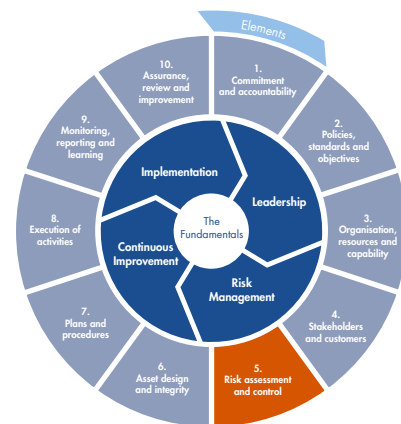 Elements
1.
Commitment
and accountability
2.
Policies,
standards and
objectives
3.
Organisation,
resources and
capability
4.
Stakeholders
and customers
5.
Risk assessment
and control
6.
Asset design
and integrity
7.
Plans and
procedures
8.
Execution of
activities
9.
Monitoring,
reporting and
learning
10.
Assurance,
review and
improvement
Implementation
Leadership
Risk
Management
Continuous
Improvement
The
Fundamentals